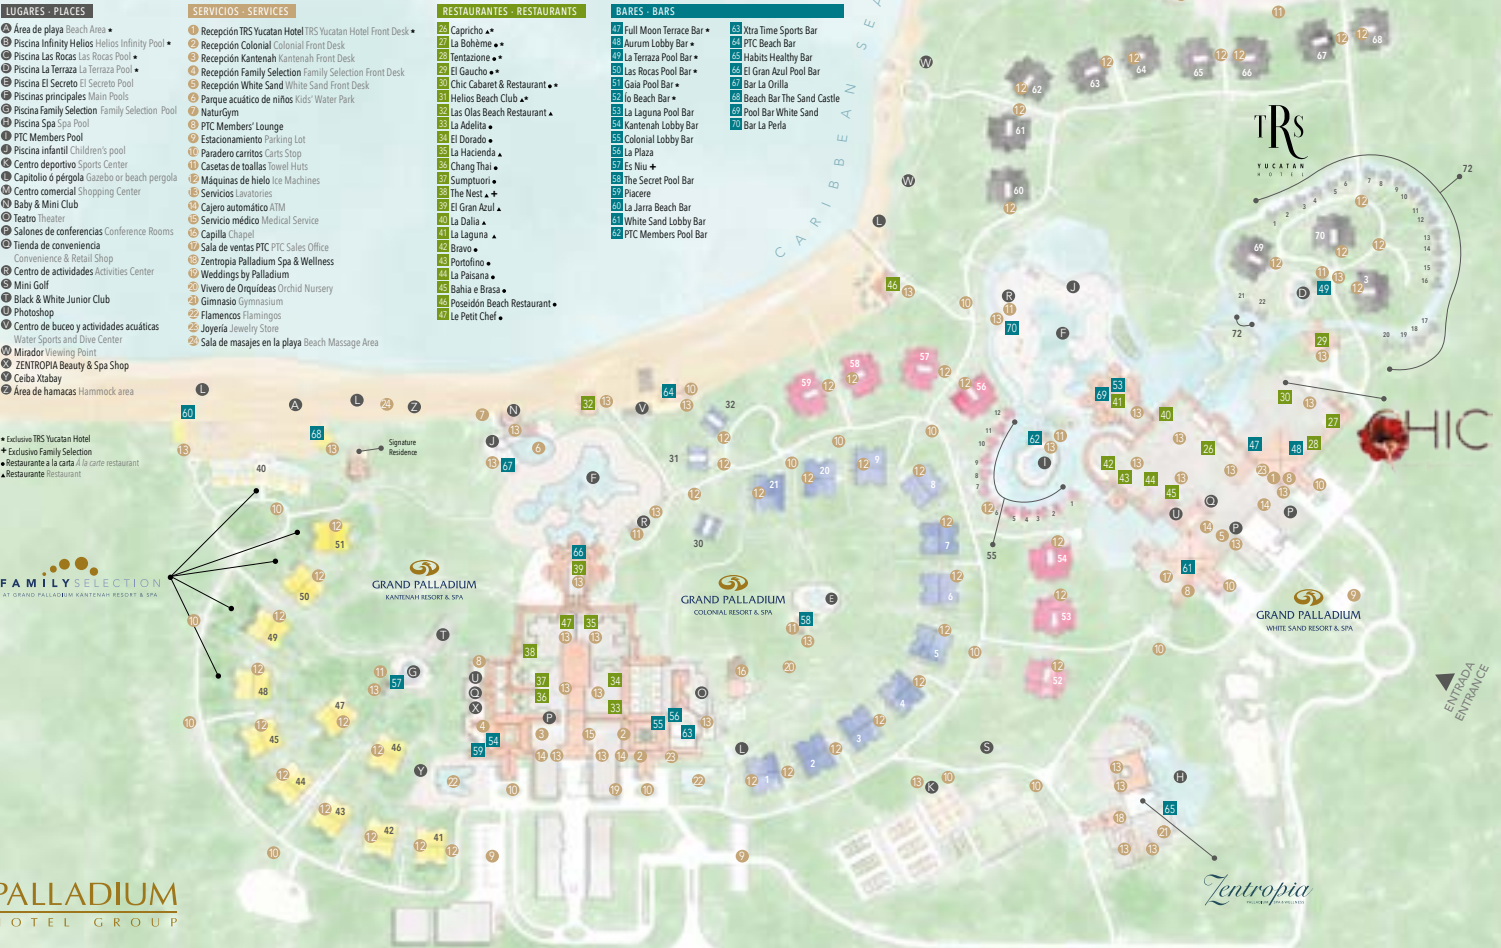 LUGARES · PLACES
A Área de playa Beach Area ★
B Piscina Infinity Helios Helios Infinity Pool ★
C Piscina Las Rocas Las Rocas Pool ★
D Piscina La Terraza La Terraza Pool ★
E Piscina El Secreto El Secreto Pool
F Piscinas principales Main Pools
G Piscina Family Selection Family Selection Pool
H Piscina Spa Spa Pool
I PTC Members Pool
J Piscina infantil Children's pool
K Centro deportivo Sports Center
L Capitolio ó pérgola Gazebo or beach pergola
M Centro comercial Shopping Center
N Baby & Mini Club
O Teatro Theater
P Salones de conferencias Conference Rooms
Q Tienda de conveniencia
Convenience & Retail Shop
R Centro de actividades Activities Center
S Mini Golf
T Black & White Junior Club
U Photoshop
V Centro de buceo y actividades acuáticas
Water Sports and Dive Center
W Mirador Viewing Point
X ZENTROPIA Beauty & Spa Shop
Y Ceiba Xtabay
Z Área de hamacas Hammock area
★ Exclusivo TRS Yucatan Hotel
+ Exclusivo Family Selection
● Restaurante a la carta À la carte restaurant
▲ Restaurante Restaurant
SERVICIOS · SERVICES
1 Recepción TRS Yucatan Hotel TRS Yucatan Hotel Front Desk ★
2 Recepción Colonial Colonial Front Desk
3 Recepción Kantenah Kantenah Front Desk
4 Recepción Family Selection Family Selection Front Desk
5 Recepción White Sand White Sand Front Desk
6 Parque acuático de niños Kids' Water Park
7 NaturGym
8 PTC Members' Lounge
9 Estacionamiento Parking Lot
10 Paradero carritos Carts Stop
11 Casetas de toallas Towel Huts
12 Máquinas de hielo Ice Machines
13 Servicios Lavatories
14 Cajero automático ATM
15 Servicio médico Medical Service
16 Capilla Chapel
17 Sala de ventas PTC PTC Sales Office
18 Zentropia Palladium Spa & Wellness
19 Weddings by Palladium
20 Vivero de Orquídeas Orchid Nursery
21 Gimnasio Gymnasium
22 Flamencos Flamingos
23 Joyería Jewelry Store
24 Sala de masajes en la playa Beach Massage Area
RESTAURANTES · RESTAURANTS
26 Capricho ▲★
27 La Bohème ●★
28 Tentazione ●★
29 El Gaucho ●★
30 Chic Cabaret & Restaurant ●★
31 Helios Beach Club ▲★
32 Las Olas Beach Restaurant ▲
33 La Adelita ●
34 El Dorado ●
35 La Hacienda ▲
36 Chang Thai ●
37 Sumptuori ●
38 The Nest ▲+
39 El Gran Azul ▲
40 La Dalia ▲
41 La Laguna ▲
42 Bravo ●
43 Portofino ●
44 La Paisana ●
45 Bahia e Brasa ●
46 Poseidón Beach Restaurant ●
47 Le Petit Chef ●
BARES · BARS
47 Full Moon Terrace Bar ★
48 Aurum Lobby Bar ★
49 La Terraza Pool Bar ★
50 Las Rocas Pool Bar ★
51 Gaia Pool Bar ★
52 Ío Beach Bar ★
53 La Laguna Pool Bar
54 Kantenah Lobby Bar
55 Colonial Lobby Bar
56 La Plaza
57 Es Niu +
58 The Secret Pool Bar
59 Piacere
60 La Jarra Beach Bar
61 White Sand Lobby Bar
62 PTC Members Pool Bar
63 Xtra Time Sports Bar
64 PTC Beach Bar
65 Habits Healthy Bar
66 El Gran Azul Pool Bar
67 Bar La Orilla
68 Beach Bar The Sand Castle
69 Pool Bar White Sand
70 Bar La Perla
CARIBBEAN SEA
TRS
YUCATAN
HOTEL
CHIC
Signature
Residence
FAMILY SELECTION
AT GRAND PALLADIUM KANTENAH RESORT & SPA
GRAND PALLADIUM
KANTENAH RESORT & SPA
GRAND PALLADIUM
COLONIAL RESORT & SPA
GRAND PALLADIUM
WHITE SAND RESORT & SPA
ENTRADA
ENTRANCE
Zentropia
PALLADIUM SPA & WELLNESS
PALLADIUM
HOTEL GROUP